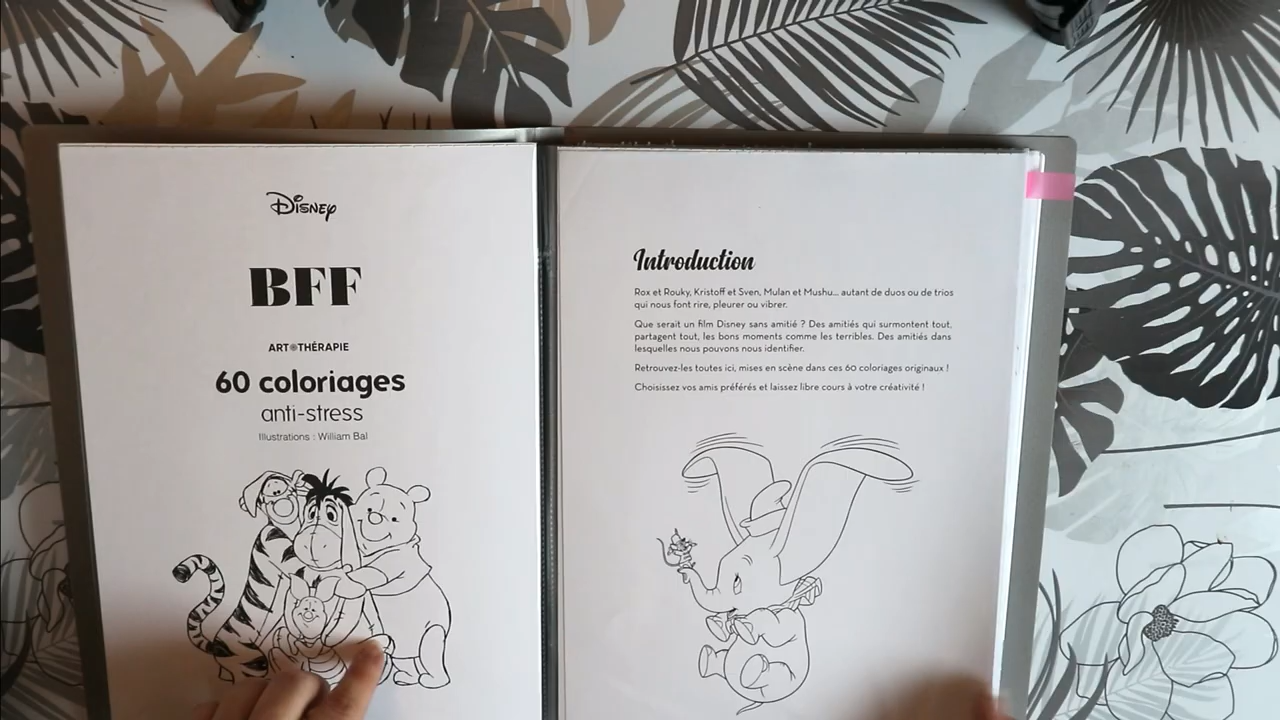 Disney
BFF
ART THÉRAPIE
60 coloriages
anti-stress
Illustrations : William Bal
Introduction
Rox et Rouky, Kristoff et Sven, Mulan et Mushu... autant de duos ou de trios
qui nous font rire, pleurer ou vibrer.
Que serait un film Disney sans amitié ? Des amitiés qui surmontent tout,
partagent tout, les bons moments comme les terribles. Des amitiés dans
lesquelles nous pouvons nous identifier.
Retrouvez-les toutes ici, mises en scène dans ces 60 coloriages originaux !
Choisissez vos amis préférés et laissez libre cours à votre créativité !